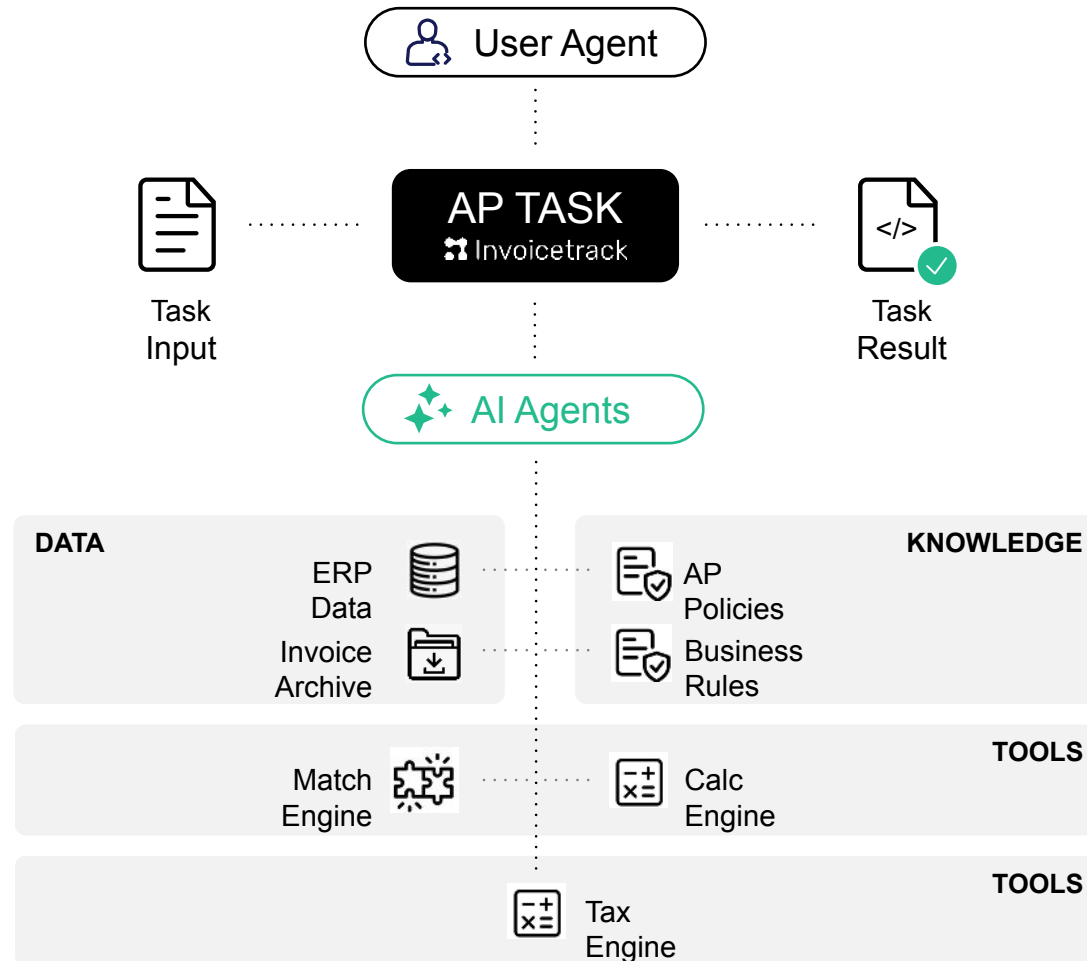 User Agent
AP TASK
Invoicetrack
</>
Task
Input
Task
Result
AI Agents
DATA
ERP
Data
Invoice
Archive
KNOWLEDGE
AP
Policies
Business
Rules
TOOLS
Match
Engine
Calc
Engine
TOOLS
Tax
Engine